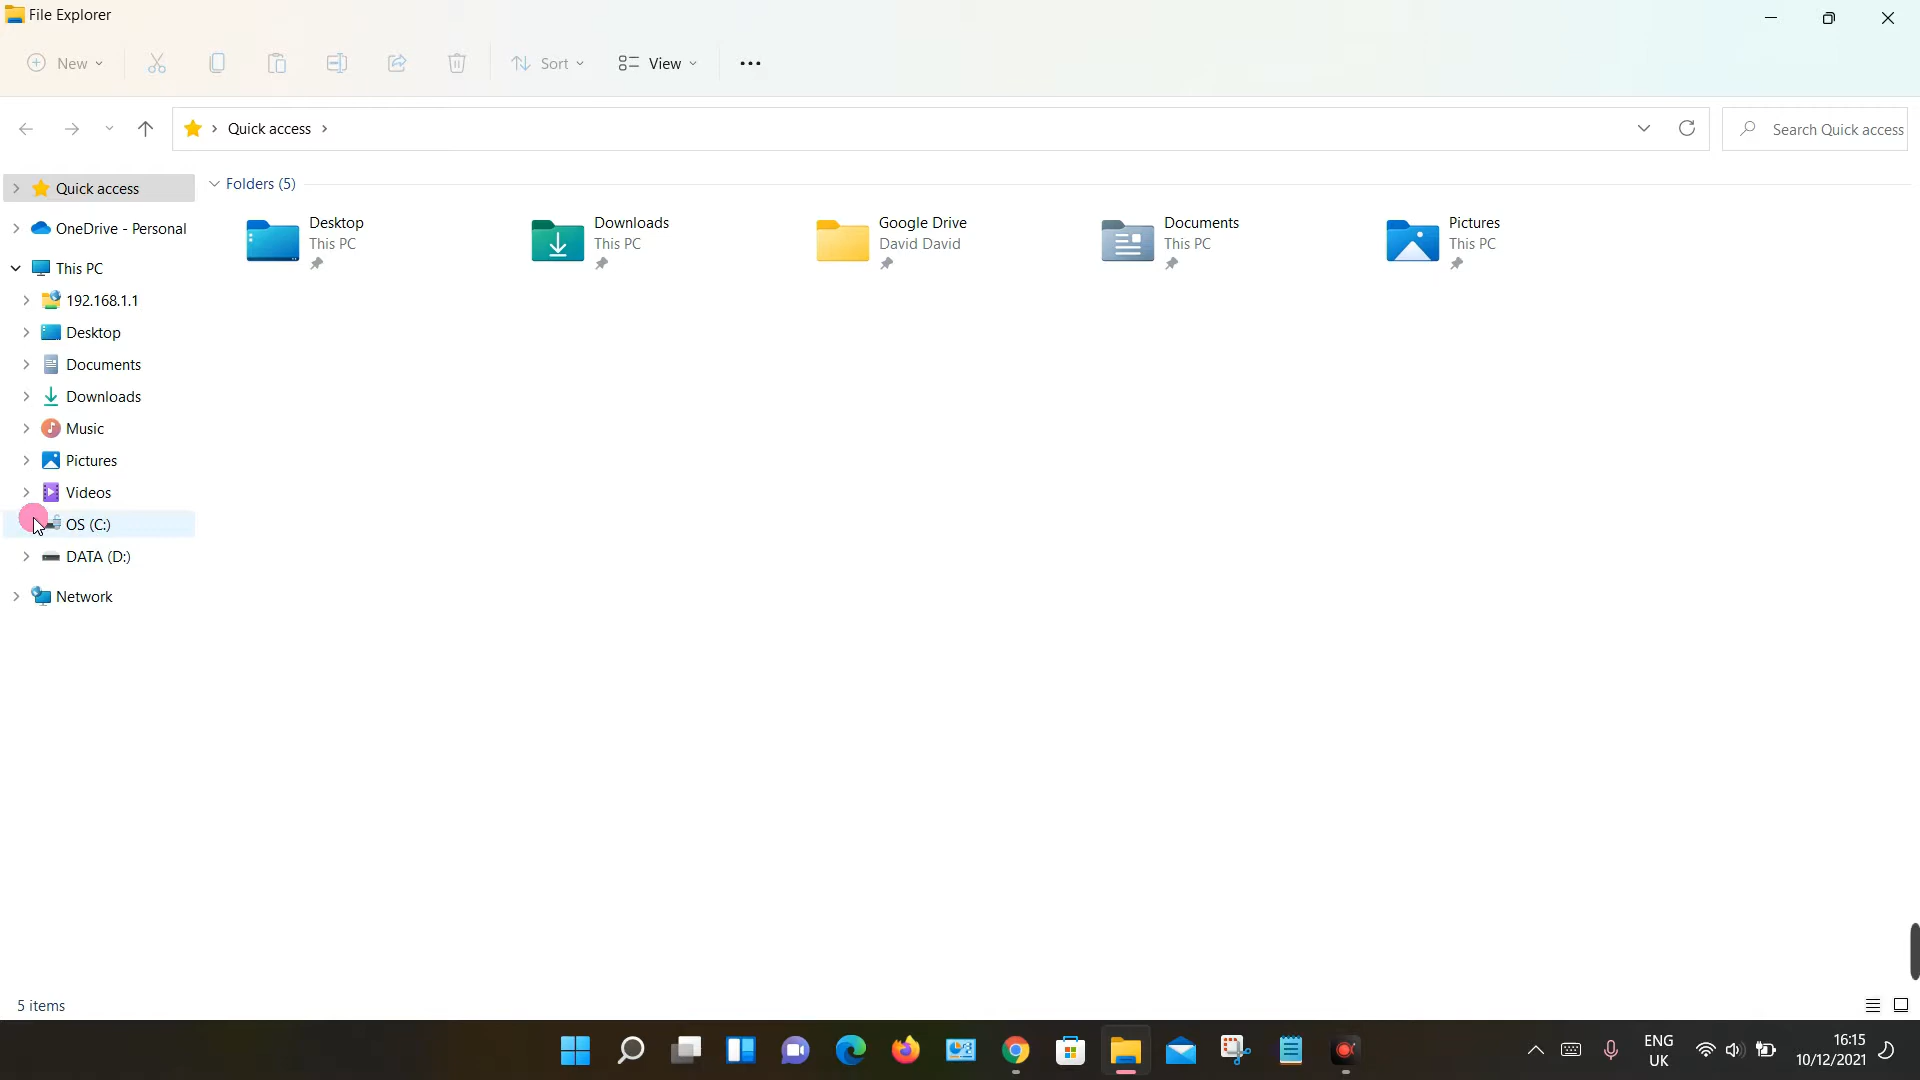 File Explorer
New
Sort
View
Quick access
Search Quick access
Quick access
OneDrive - Personal
This PC
192.168.1.1
Desktop
Documents
Downloads
Music
Pictures
Videos
OS (C:)
DATA (D:)
Network
Folders (5)
Desktop
This PC
Downloads
This PC
Google Drive
David David
Documents
This PC
Pictures
This PC
5 items
ENG
UK
16:15
10/12/2021